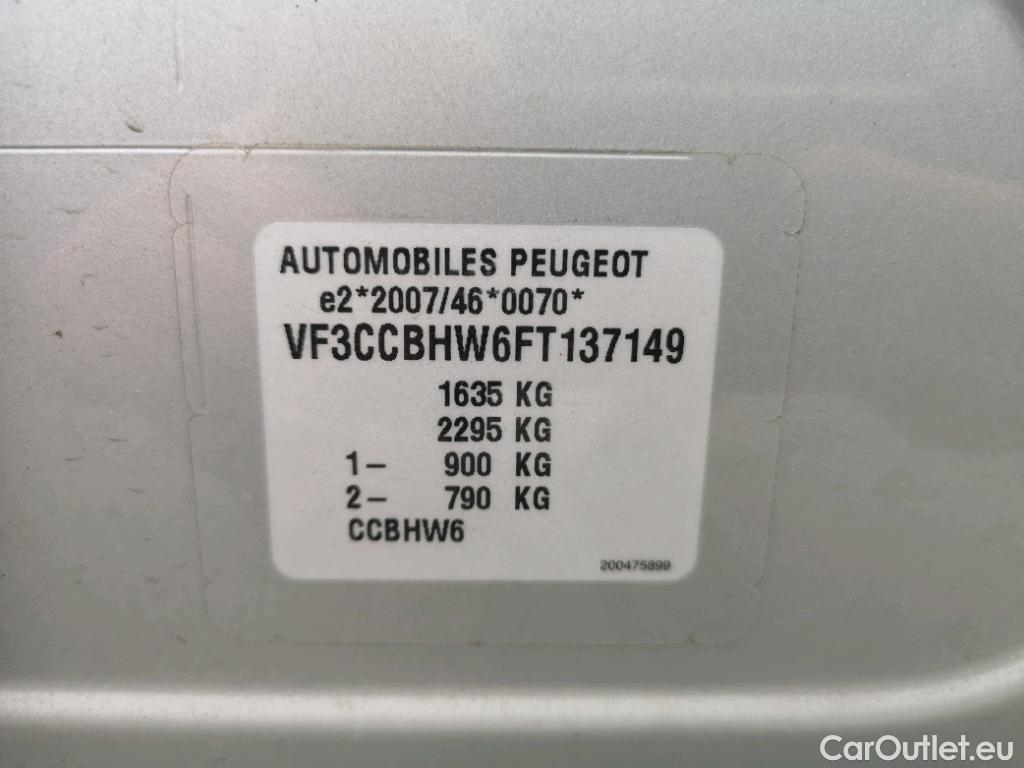 AUTOMOBILES PEUGEOT
e2*2007/46*0070*
VF3CCBHW6FT137149
1635 KG
2295 KG
1- 900 KG
2- 790 KG
CCBHW6
200475899
CarOutlet.eu